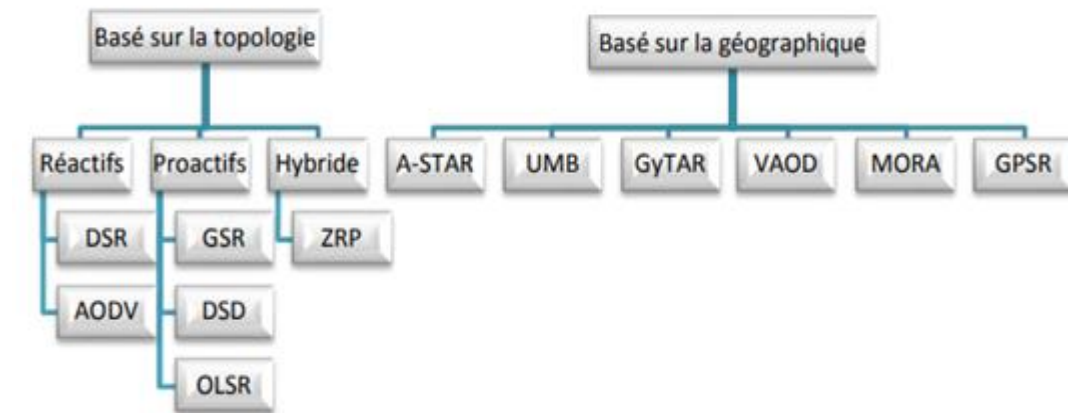 Basé sur la topologie
Basé sur la géographique
Réactifs
Proactifs
Hybride
A-STAR
UMB
GyTAR
VAOD
MORA
GPSR
DSR
GSR
ZRP
AODV
DSD
OLSR